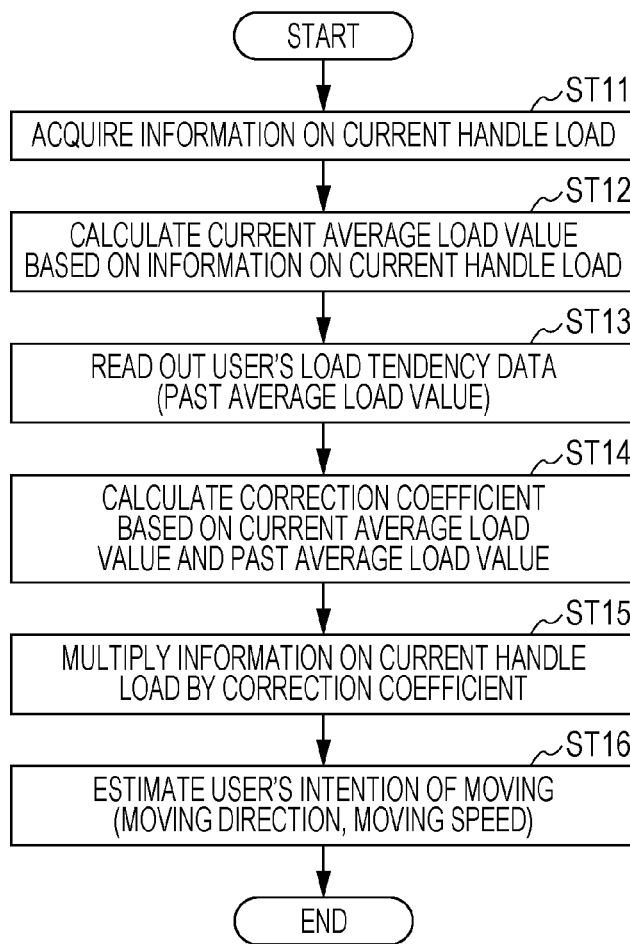 START
ST11
ACQUIRE INFORMATION ON CURRENT HANDLE LOAD
ST12
CALCULATE CURRENT AVERAGE LOAD VALUE
BASED ON INFORMATION ON CURRENT HANDLE LOAD
ST13
READ OUT USER'S LOAD TENDENCY DATA
(PAST AVERAGE LOAD VALUE)
ST14
CALCULATE CORRECTION COEFFICIENT
BASED ON CURRENT AVERAGE LOAD
VALUE AND PAST AVERAGE LOAD VALUE
ST15
MULTIPLY INFORMATION ON CURRENT HANDLE
LOAD BY CORRECTION COEFFICIENT
ST16
ESTIMATE USER'S INTENTION OF MOVING
(MOVING DIRECTION, MOVING SPEED)
END